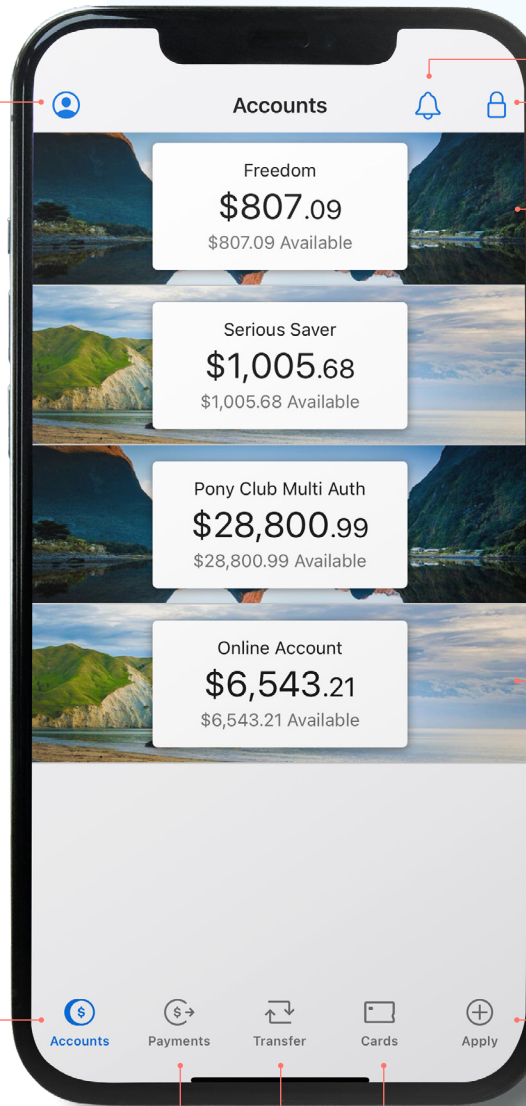 Accounts
Freedom
$807.09
$807.09 Available
Serious Saver
$1,005.68
$1,005.68 Available
Pony Club Multi Auth
$28,800.99
$28,800.99 Available
Online Account
$6,543.21
$6,543.21 Available
Accounts Payments Transfer Cards Apply